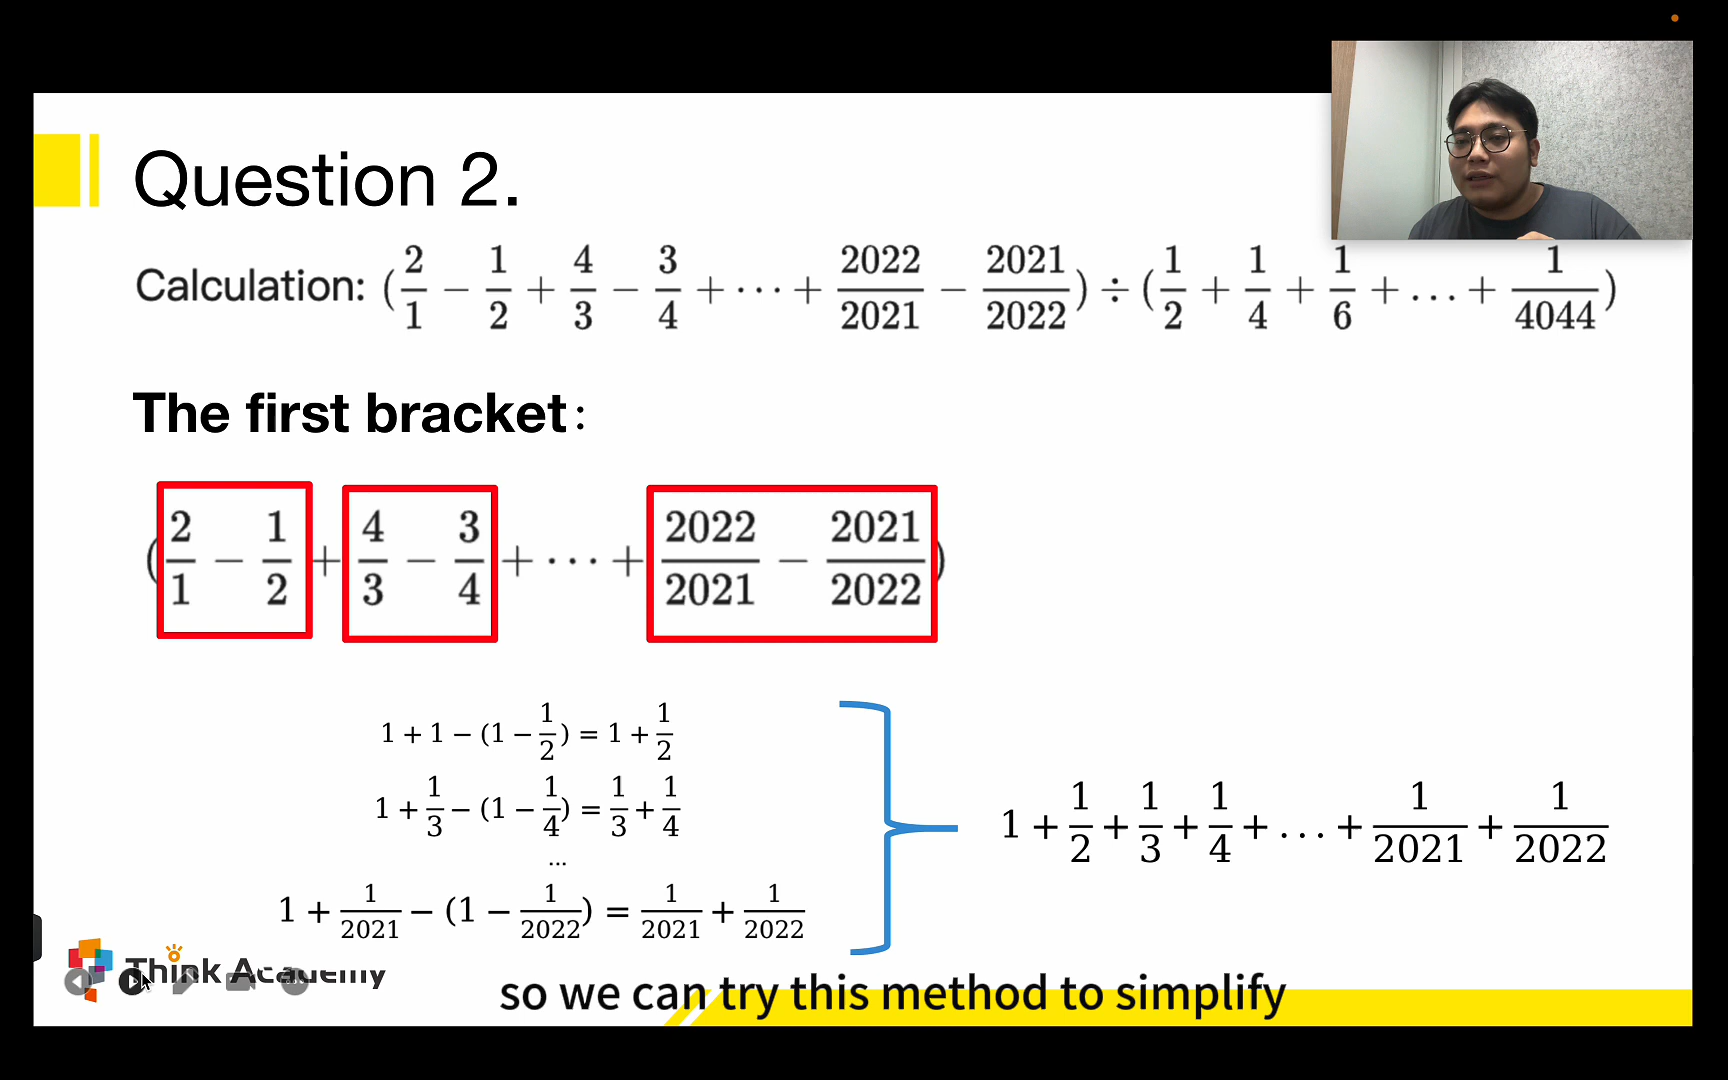 Question 2.
Calculation: (2/1 − 1/2 + 4/3 − 3/4 + ⋯ + 2022/2021 − 2021/2022) ÷ (1/2 + 1/4 + 1/6 + … + 1/4044)
The first bracket:
(2/1 − 1/2 + 4/3 − 3/4 + ⋯ + 2022/2021 − 2021/2022)
1 + 1 − (1 − 1/2) = 1 + 1/2
1 + 1/3 − (1 − 1/4) = 1/3 + 1/4
...
1 + 1/2021 − (1 − 1/2022) = 1/2021 + 1/2022
1 + 1/2 + 1/3 + 1/4 + … + 1/2021 + 1/2022
Think Academy
so we can try this method to simplify